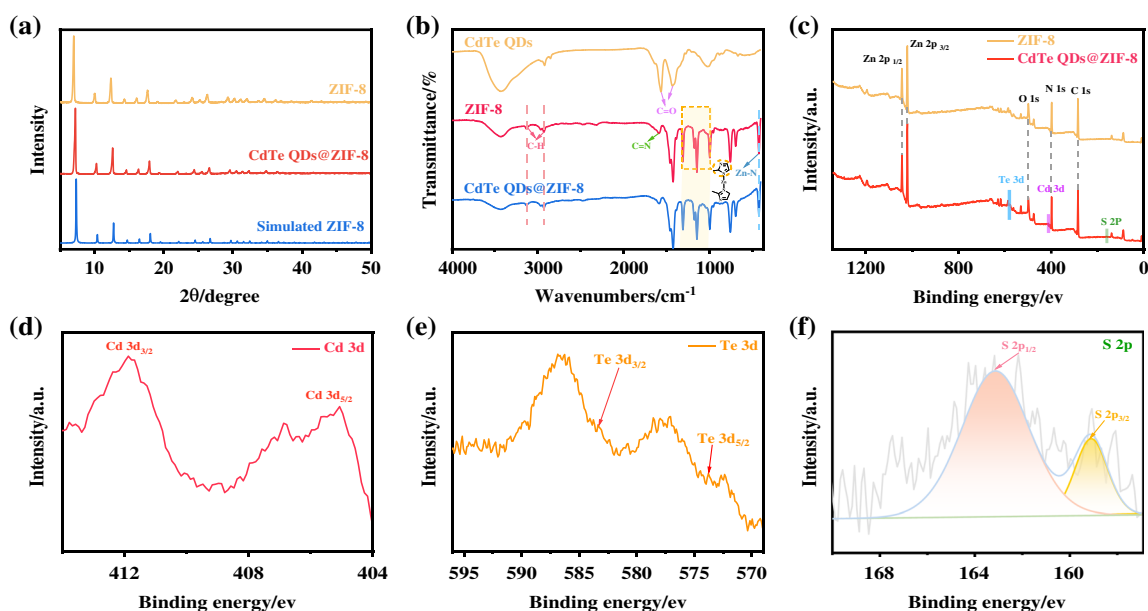 (a)
Intensity
ZIF-8
CdTe QDs@ZIF-8
Simulated ZIF-8
10 20 30 40 50
2θ/degree
(b)
Transmittance/%
CdTe QDs
C=O
ZIF-8
C-H
C=N
Zn-N
CdTe QDs@ZIF-8
4000 3000 2000 1000
Wavenumbers/cm-1
(c)
Intensity/a.u.
ZIF-8
CdTe QDs@ZIF-8
Zn 2p 3/2
Zn 2p 1/2
O 1s
N 1s
C 1s
Te 3d
Cd 3d
S 2P
1200 800 400 0
Binding energy/ev
(d)
Intensity/a.u.
Cd 3d3/2
Cd 3d
Cd 3d5/2
412 408 404
Binding energy/ev
(e)
Intensity/a.u.
Te 3d
Te 3d3/2
Te 3d5/2
595 590 585 580 575 570
Binding energy/ev
(f)
Intensity/a.u.
S 2p1/2
S 2p
S 2p3/2
168 164 160
Binding energy/ev